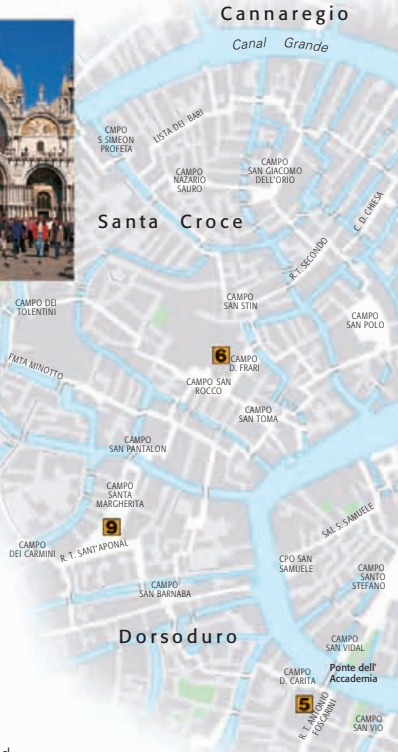 Cannaregio
Canal Grande
LISTA DEI BARI
CMPO
S SIMEON
PROFETA
CAMPO
NAZARIO
SAURO
CAMPO
SAN GIACOMO
DELL'ORIO
C. D. CHIESA
Santa Croce
R.T. SECONDO
CAMPO DEI
TOLENTINI
CAMPO
SAN STIN
CAMPO
SAN POLO
FMTA MINOTTO
6
CAMPO
D. FRARI
CAMPO SAN
ROCCO
CAMPO
SAN TOMA
CAMPO
SAN PANTALON
CAMPO
SANTA
MARGHERITA
9
SAL S. SAMUELE
CAMPO
DEI CARMINI
R. T. SANT'APONAL
CPO SAN
SAMUELE
CAMPO
SANTO
STEFANO
CAMPO
SAN BARNABA
Dorsoduro
CAMPO
SAN VIDAL
Ponte dell'
Accademia
CAMPO
D. CARITA
5
R. T. ANTONIO
FOSCARINI
CAMPO
SAN VIO